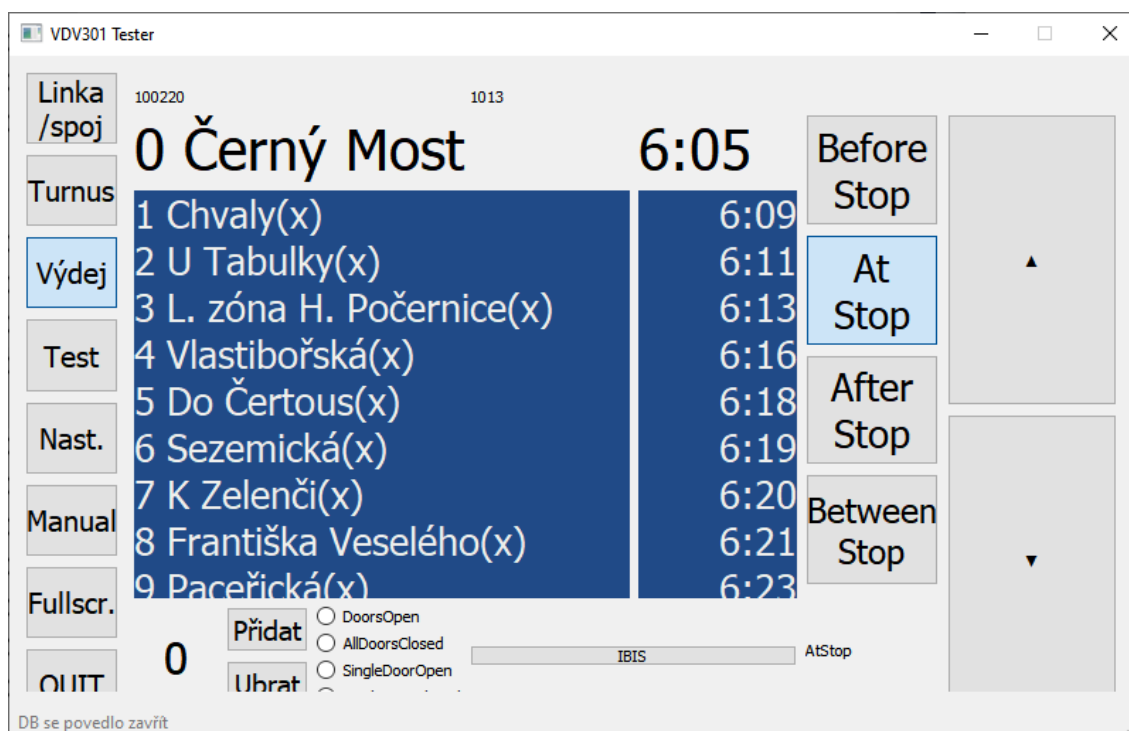 VDV301 Tester
Linka
/spoj
Turnus
Výdej
Test
Nast.
Manual
Fullscr.
QUIT
100220 1013
0 Černý Most 6:05
1 Chvaly(x) 6:09
2 U Tabulky(x) 6:11
3 L. zóna H. Počernice(x) 6:13
4 Vlastibořská(x) 6:16
5 Do Čertous(x) 6:18
6 Sezemická(x) 6:19
7 K Zelenči(x) 6:20
8 Františka Veselého(x) 6:21
9 Paceřická(x) 6:23
Before
Stop
At
Stop
After
Stop
Between
Stop
▲
▼
0
Přidat
Ubrat
DoorsOpen
AllDoorsClosed
SingleDoorOpen
IBIS
AtStop
DB se povedlo zavřít